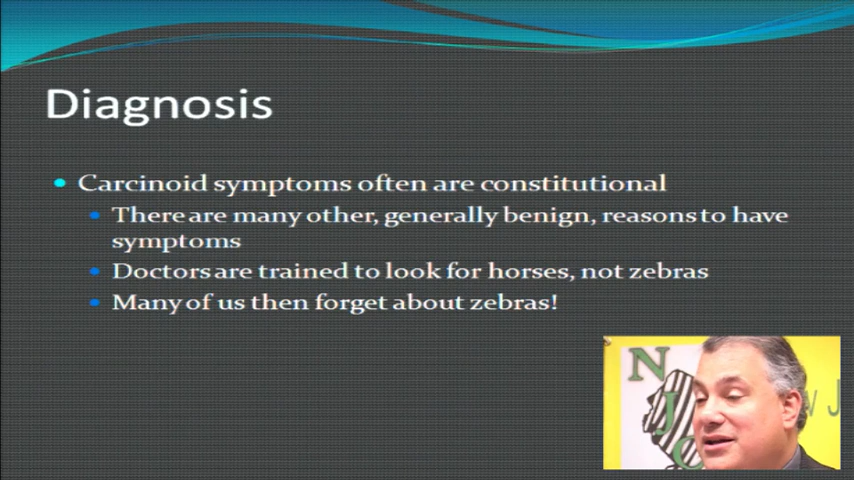 Diagnosis
Carcinoid symptoms often are constitutional
There are many other, generally benign, reasons to have
symptoms
Doctors are trained to look for horses, not zebras
Many of us then forget about zebras!
N
J
C
W J